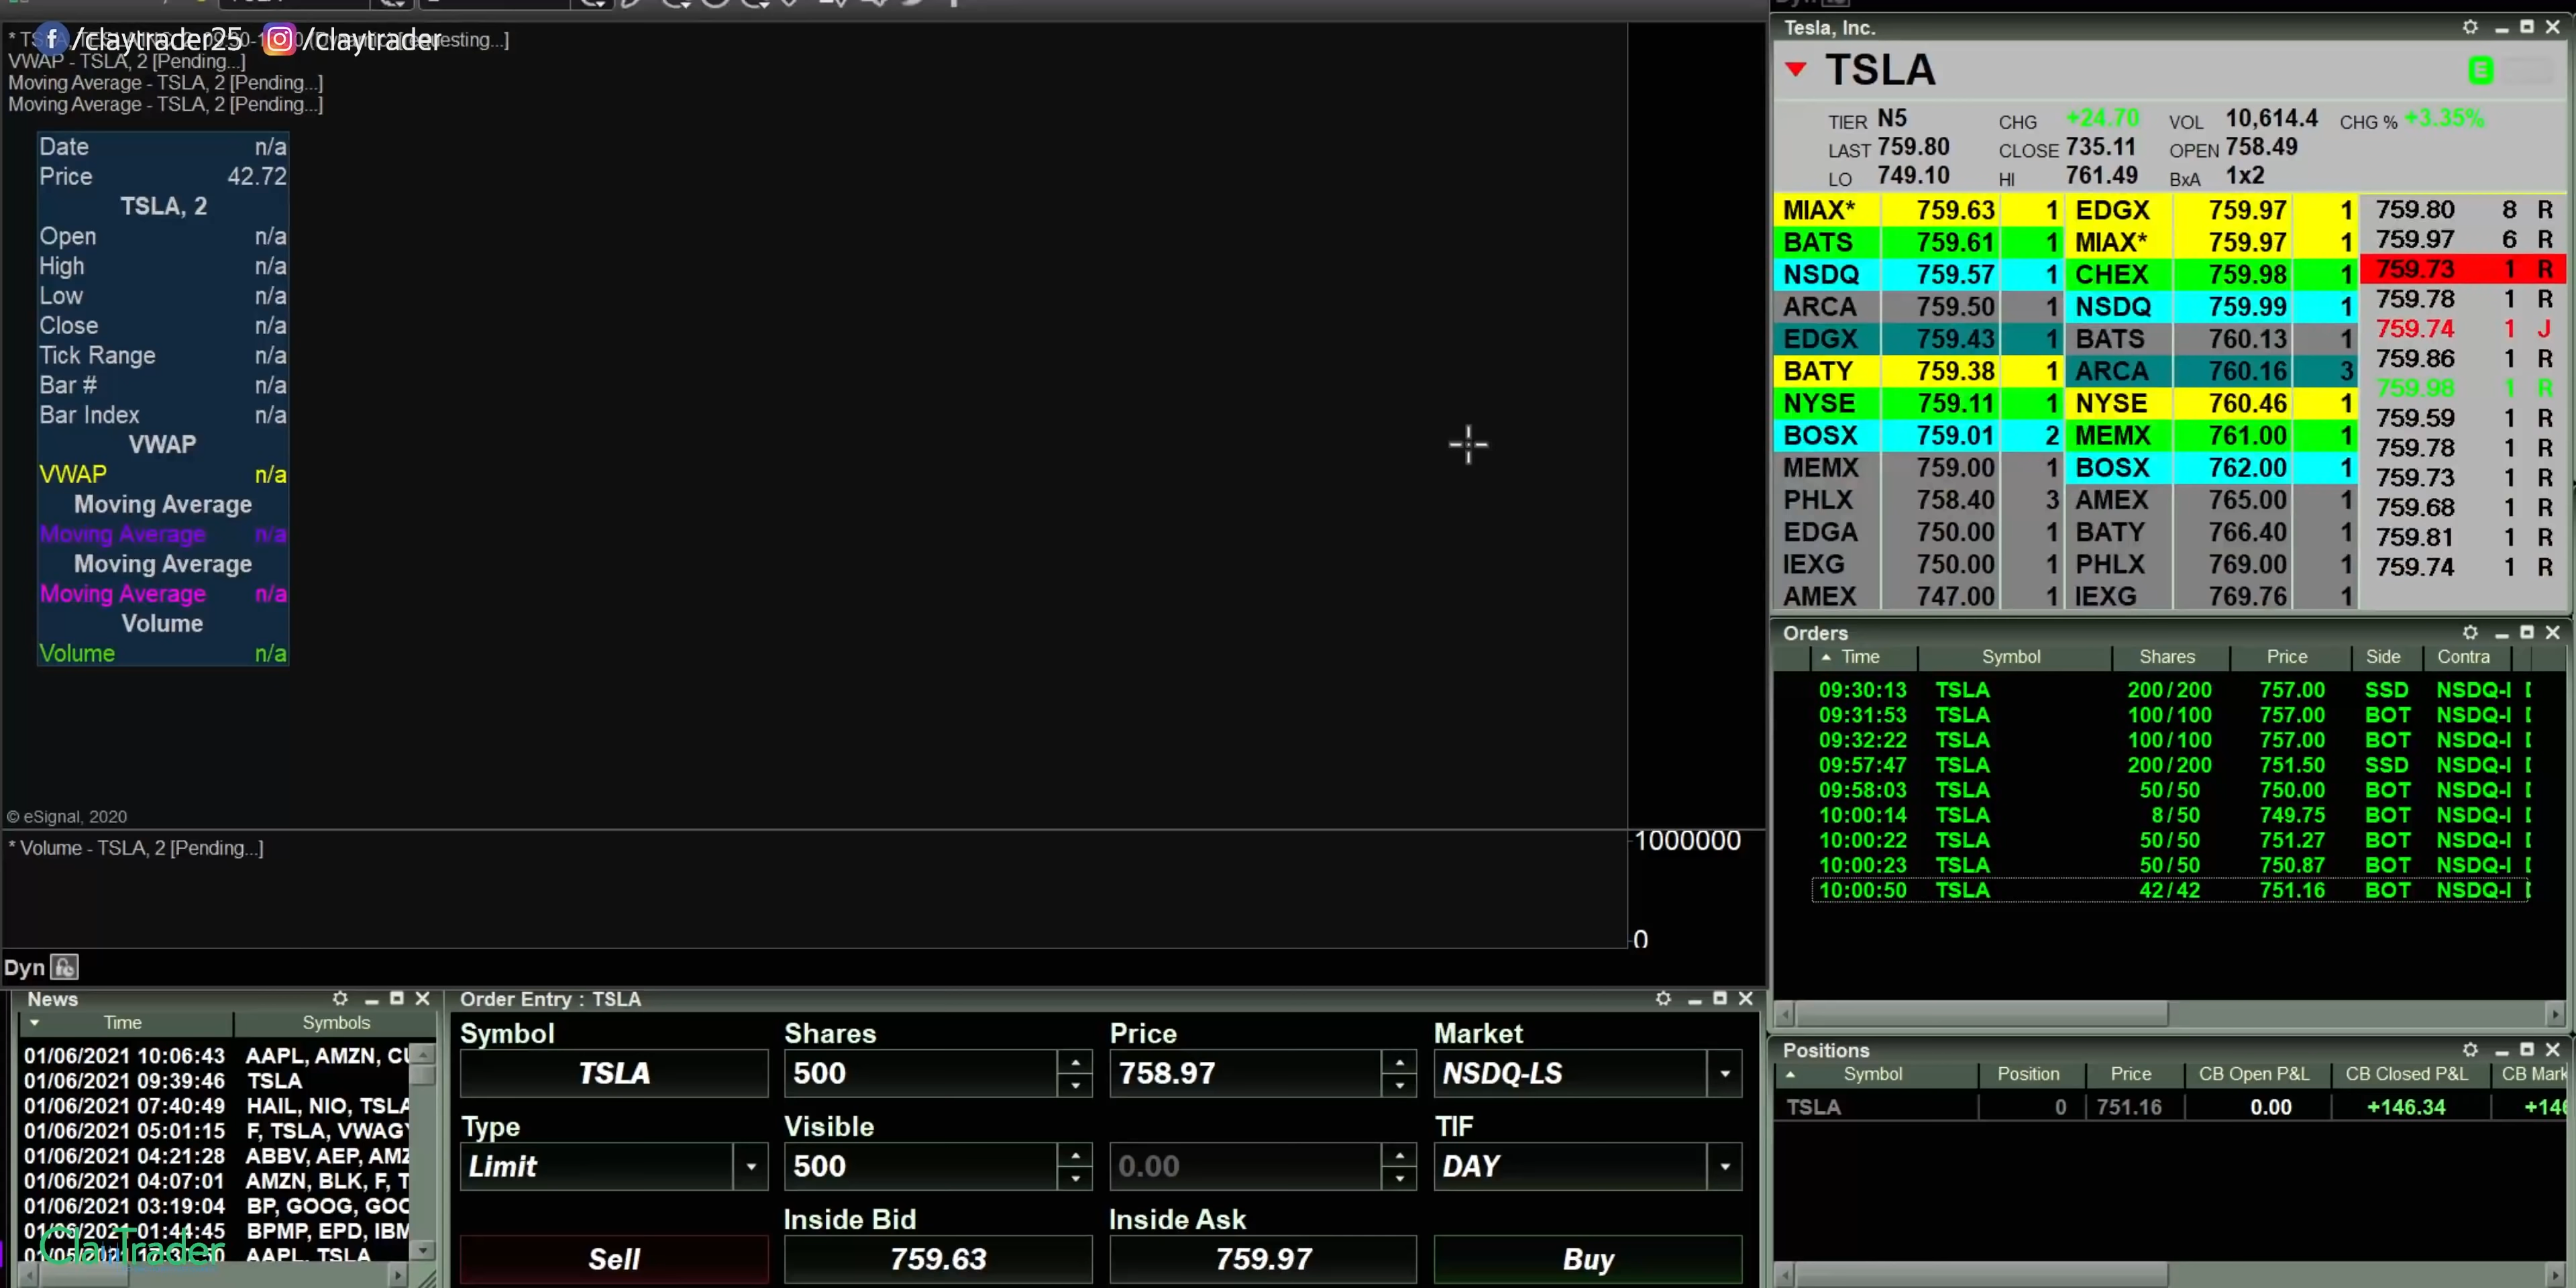 /claytrader25 /claytrader
VWAP - TSLA, 2 [Pending...]
Moving Average - TSLA, 2 [Pending...]
Moving Average - TSLA, 2 [Pending...]
Date n/a
Price 42.72
TSLA, 2
Open n/a
High n/a
Low n/a
Close n/a
Tick Range n/a
Bar # n/a
Bar Index n/a
VWAP
VWAP n/a
Moving Average
Moving Average n/a
Moving Average
Moving Average n/a
Volume
Volume n/a
© eSignal, 2020
* Volume - TSLA, 2 [Pending...]
1000000
0
Dyn
Tesla, Inc.
TSLA
E
TIER N5 CHG +24.70 VOL 10,614.4 CHG % +3.35%
LAST 759.80 CLOSE 735.11 OPEN 758.49
LO 749.10 HI 761.49 BxA 1x2
MIAX* 759.63 1 EDGX 759.97 1
BATS 759.61 1 MIAX* 759.97 1
NSDQ 759.57 1 CHEX 759.98 1
ARCA 759.50 1 NSDQ 759.99 1
EDGX 759.43 1 BATS 760.13 1
BATY 759.38 1 ARCA 760.16 3
NYSE 759.11 1 NYSE 760.46 1
BOSX 759.01 2 MEMX 761.00 1
MEMX 759.00 1 BOSX 762.00 1
PHLX 758.40 3 AMEX 765.00 1
EDGA 750.00 1 BATY 766.40 1
IEXG 750.00 1 PHLX 769.00 1
AMEX 747.00 1 IEXG 769.76 1
759.80 8 R
759.97 6 R
759.73 1 R
759.78 1 R
759.74 1 J
759.86 1 R
759.98 1 R
759.59 1 R
759.78 1 R
759.73 1 R
759.68 1 R
759.81 1 R
759.74 1 R
Orders
Time Symbol Shares Price Side Contra
09:30:13 TSLA 200/200 757.00 SSD NSDQ-I
09:31:53 TSLA 100/100 757.00 BOT NSDQ-I
09:32:22 TSLA 100/100 757.00 BOT NSDQ-I
09:57:47 TSLA 200/200 751.50 SSD NSDQ-I
09:58:03 TSLA 50/50 750.00 BOT NSDQ-I
10:00:14 TSLA 8/50 749.75 BOT NSDQ-I
10:00:22 TSLA 50/50 751.27 BOT NSDQ-I
10:00:23 TSLA 50/50 750.87 BOT NSDQ-I
10:00:50 TSLA 42/42 751.16 BOT NSDQ-I
News
Time Symbols
01/06/2021 10:06:43 AAPL, AMZN,
01/06/2021 09:39:46 TSLA
01/06/2021 07:40:49 HAIL, NIO, TSLA
01/06/2021 05:01:15 F, TSLA, VWAGY
01/06/2021 04:21:28 ABBV, AEP,
01/06/2021 04:07:01 AMZN, BLK, F,
01/06/2021 03:19:04 BP, GOOG,
01/06/2021 01:44:45 BPMP, EPD, IBM
AAPL, TSLA
ClayTrader
Order Entry : TSLA
Symbol Shares Price Market
TSLA 500 758.97 NSDQ-LS
Type Visible TIF
Limit 500 0.00 DAY
Inside Bid Inside Ask
Sell 759.63 759.97 Buy
Positions
Symbol Position Price CB Open P&L CB Closed P&L CB Mark
TSLA 0 751.16 0.00 +146.34